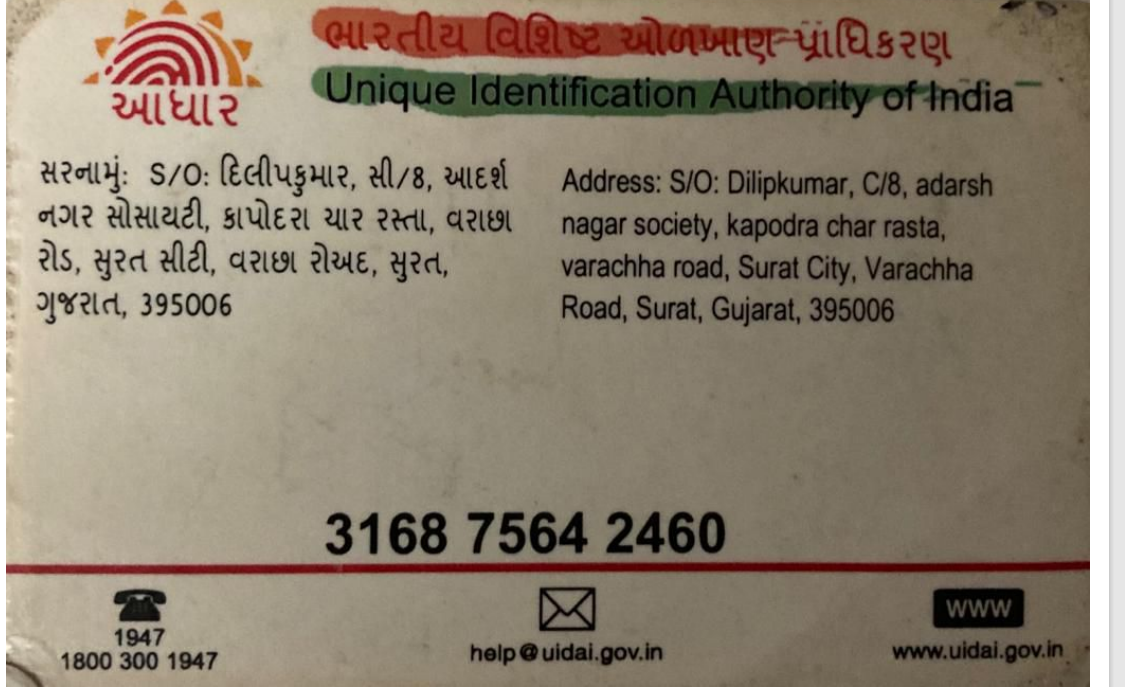 ભારતીય વિશિષ્ટ ઓળખાણ પ્રાધિકરણ
Unique Identification Authority of India
આધાર
સરનામું: S/O: દિલીપકુમાર, સી/8, આદર્શ
નગર સોસાયટી, કાપોદરા ચાર રસ્તા, વરાછા
રોડ, સુરત સીટી, વરાછા રોઅદ, સુરત,
ગુજરાત, 395006
Address: S/O: Dilipkumar, C/8, adarsh
nagar society, kapodra char rasta,
varachha road, Surat City, Varachha
Road, Surat, Gujarat, 395006
3168 7564 2460
1947
1800 300 1947
help@uidai.gov.in
www
www.uidai.gov.in